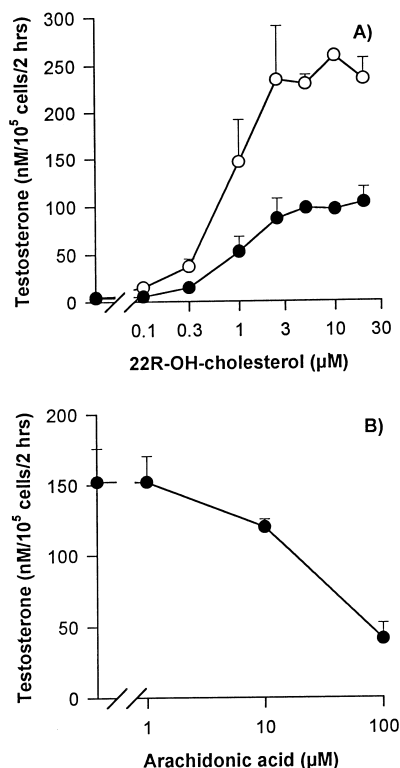 A)
Testosterone (nM/10⁵ cells/2 hrs)
300
250
200
150
100
50
0
0.1 0.3 1 3 10 30
22R-OH-cholesterol (µM)
B)
Testosterone (nM/10⁵ cells/2 hrs)
200
150
100
50
0
1 10 100
Arachidonic acid (µM)